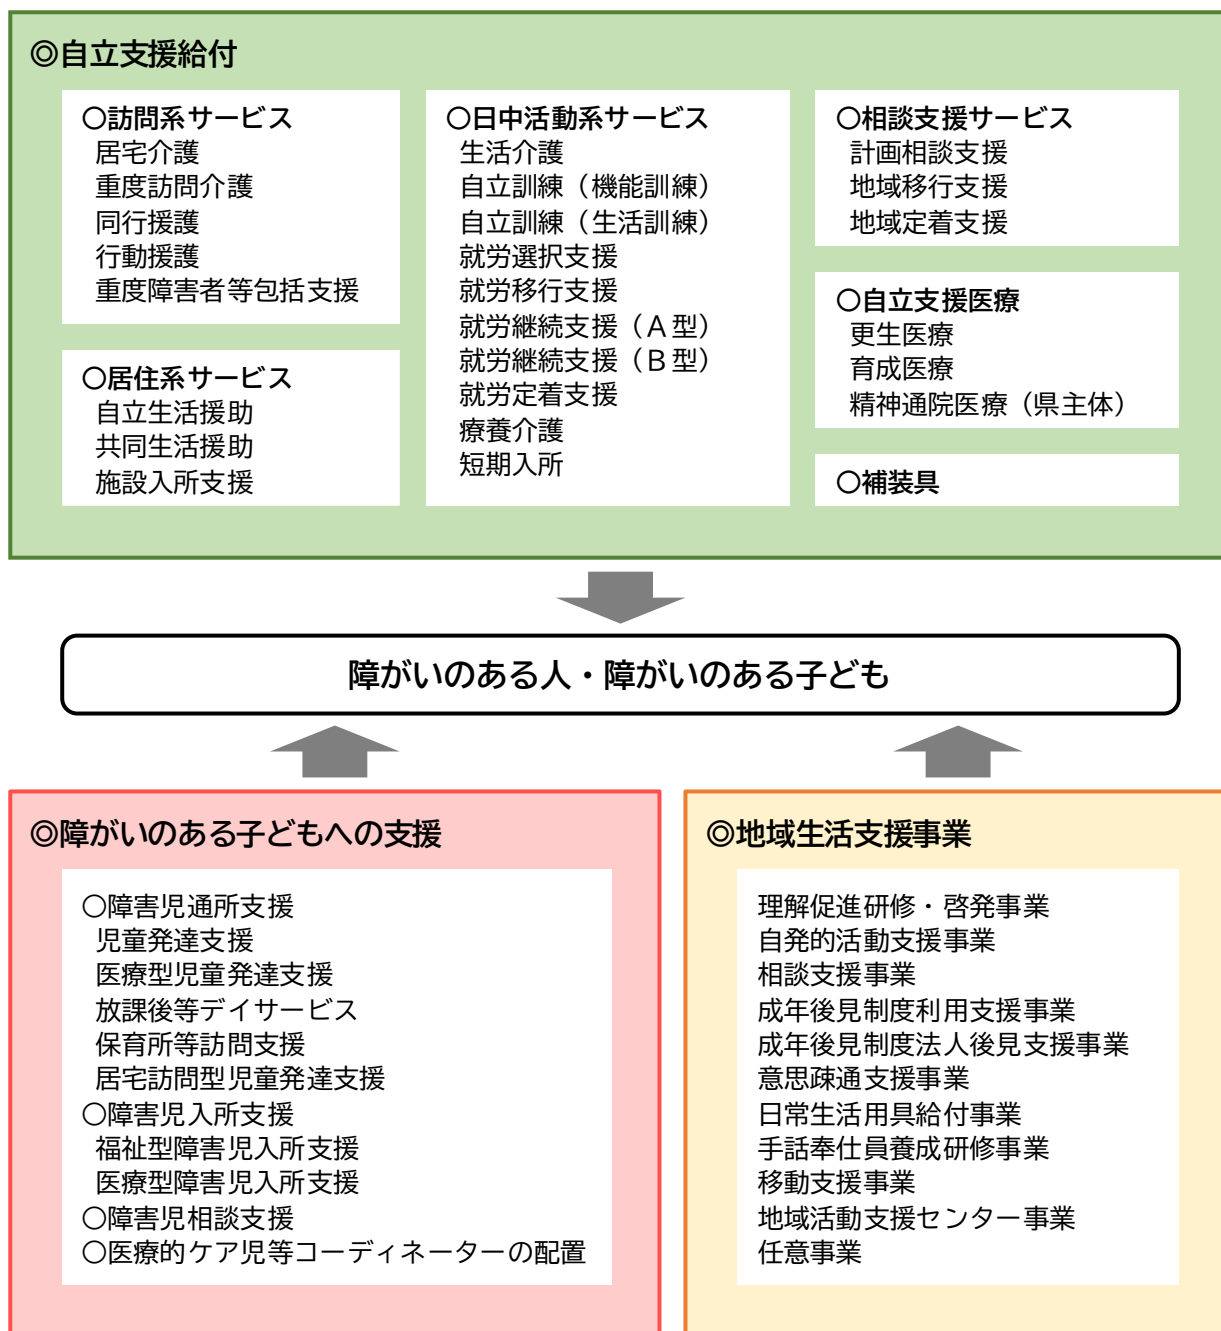 ◎自立支援給付
○訪問系サービス
居宅介護
重度訪問介護
同行援護
行動援護
重度障害者等包括支援
○居住系サービス
自立生活援助
共同生活援助
施設入所支援
○日中活動系サービス
生活介護
自立訓練（機能訓練）
自立訓練（生活訓練）
就労選択支援
就労移行支援
就労継続支援（Ａ型）
就労継続支援（Ｂ型）
就労定着支援
療養介護
短期入所
○相談支援サービス
計画相談支援
地域移行支援
地域定着支援
○自立支援医療
更生医療
育成医療
精神通院医療（県主体）
○補装具
障がいのある人・障がいのある子ども
◎障がいのある子どもへの支援
○障害児通所支援
児童発達支援
医療型児童発達支援
放課後等デイサービス
保育所等訪問支援
居宅訪問型児童発達支援
○障害児入所支援
福祉型障害児入所支援
医療型障害児入所支援
○障害児相談支援
○医療的ケア児等コーディネーターの配置
◎地域生活支援事業
理解促進研修・啓発事業
自発的活動支援事業
相談支援事業
成年後見制度利用支援事業
成年後見制度法人後見支援事業
意思疎通支援事業
日常生活用具給付事業
手話奉仕員養成研修事業
移動支援事業
地域活動支援センター事業
任意事業